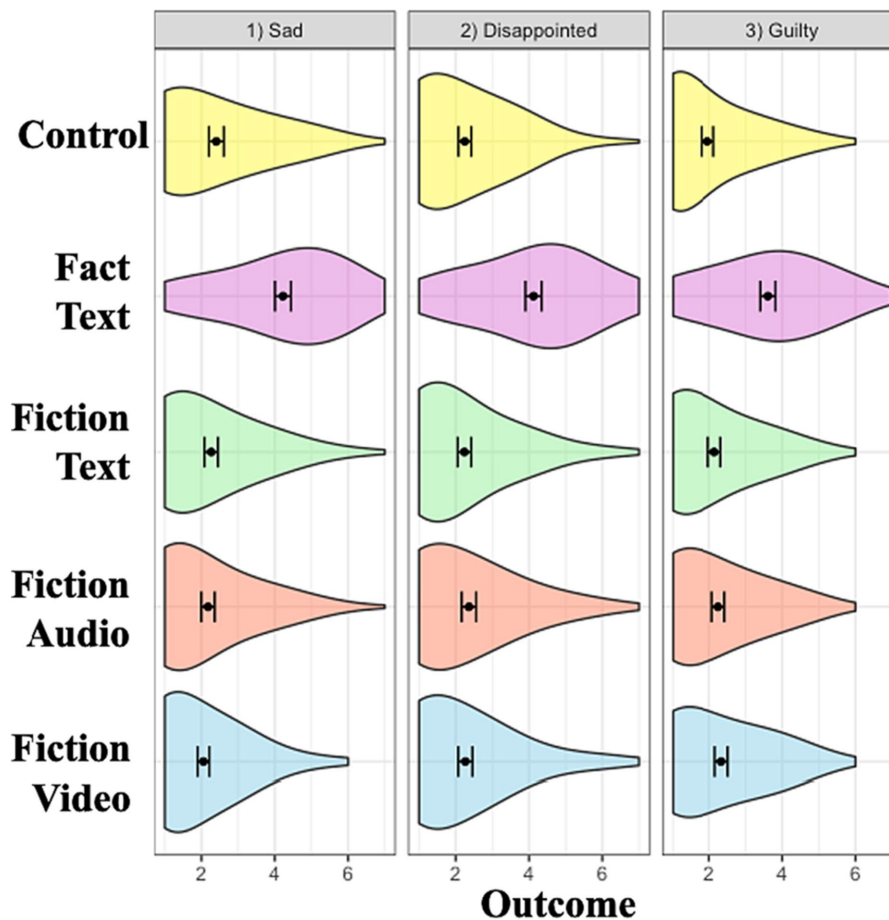 1) Sad
2) Disappointed
3) Guilty
Control
Fact
Text
Fiction
Text
Fiction
Audio
Fiction
Video
2 4 6
2 4 6
2 4 6
Outcome